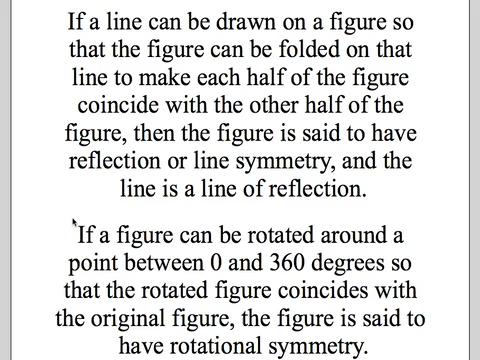 If a line can be drawn on a figure so
that the figure can be folded on that
line to make each half of the figure
coincide with the other half of the
figure, then the figure is said to have
reflection or line symmetry, and the
line is a line of reflection.
If a figure can be rotated around a
point between 0 and 360 degrees so
that the rotated figure coincides with
the original figure, the figure is said to
have rotational symmetry.